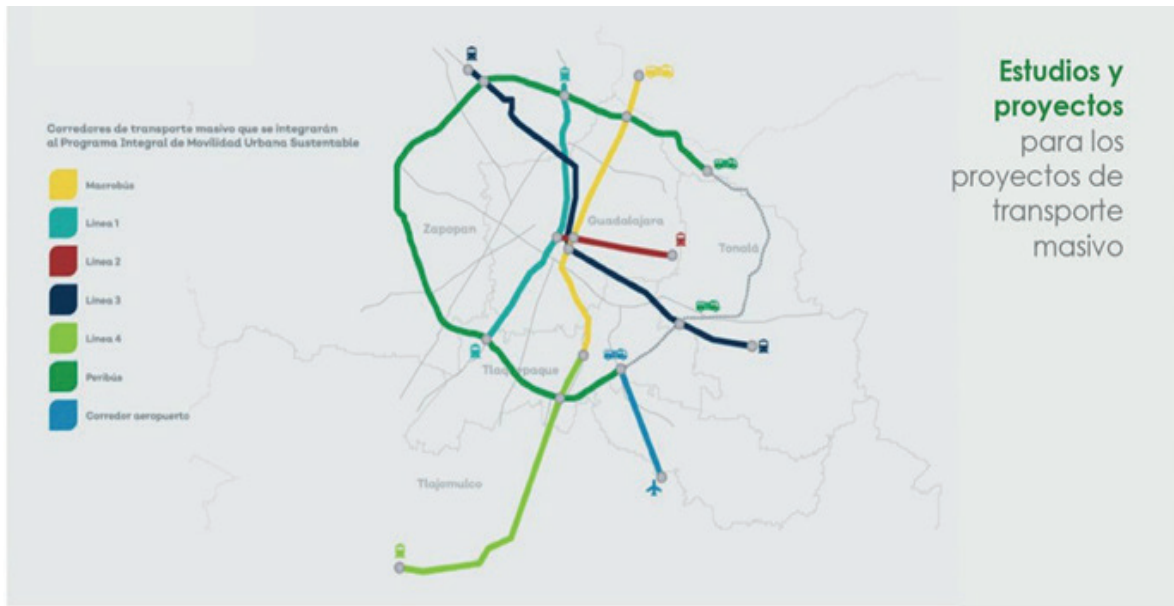 Estudios y
proyectos
para los
proyectos de
transporte
masivo
Corredores de transporte masivo que se integrarán
al Programa Integral de Movilidad Urbana Sustentable
Macrobús
Línea 1
Línea 2
Línea 3
Línea 4
Peribús
Corredor aeropuerto
Zapopan
Guadalajara
Tonalá
Tlaquepaque
Tlajomulco